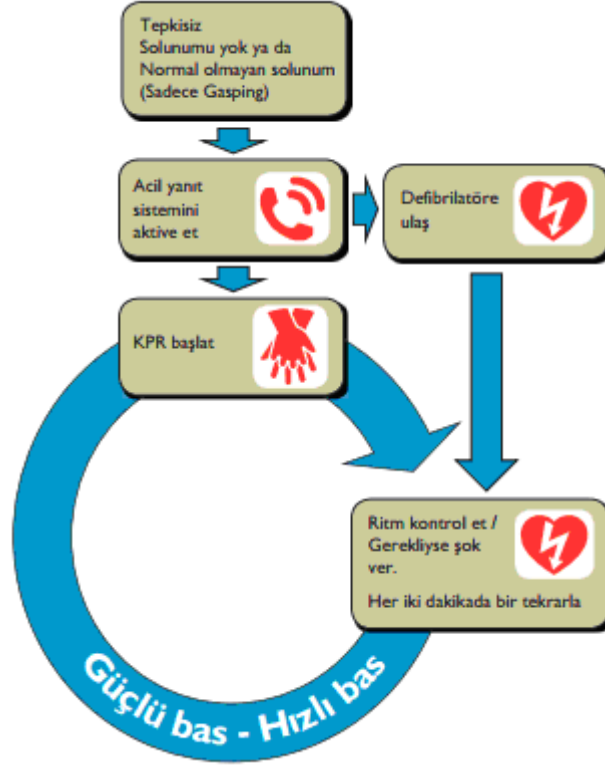 Tepkisiz
Solunumu yok ya da
Normal olmayan solunum
(Sadece Gasping)
Acil yanıt
sistemini
aktive et
Defibrilatöre
ulaş
KPR başlat
Ritm kontrol et /
Gerekliyse şok
ver.
Her iki dakikada bir tekrarla
Güçlü bas - Hızlı bas